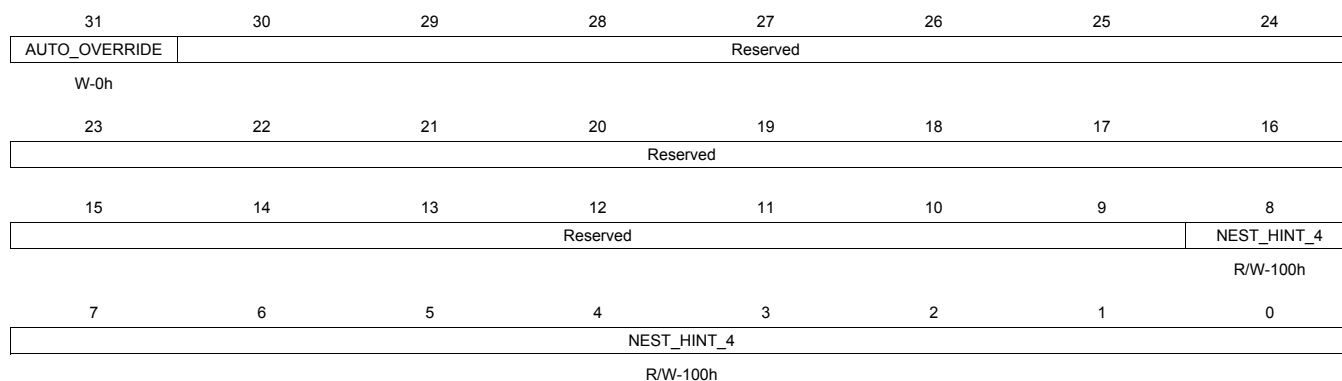 31 30 29 28 27 26 25 24
AUTO_OVERRIDE Reserved
W-0h
23 22 21 20 19 18 17 16
Reserved
15 14 13 12 11 10 9 8
Reserved NEST_HINT_4
R/W-100h
7 6 5 4 3 2 1 0
NEST_HINT_4
R/W-100h